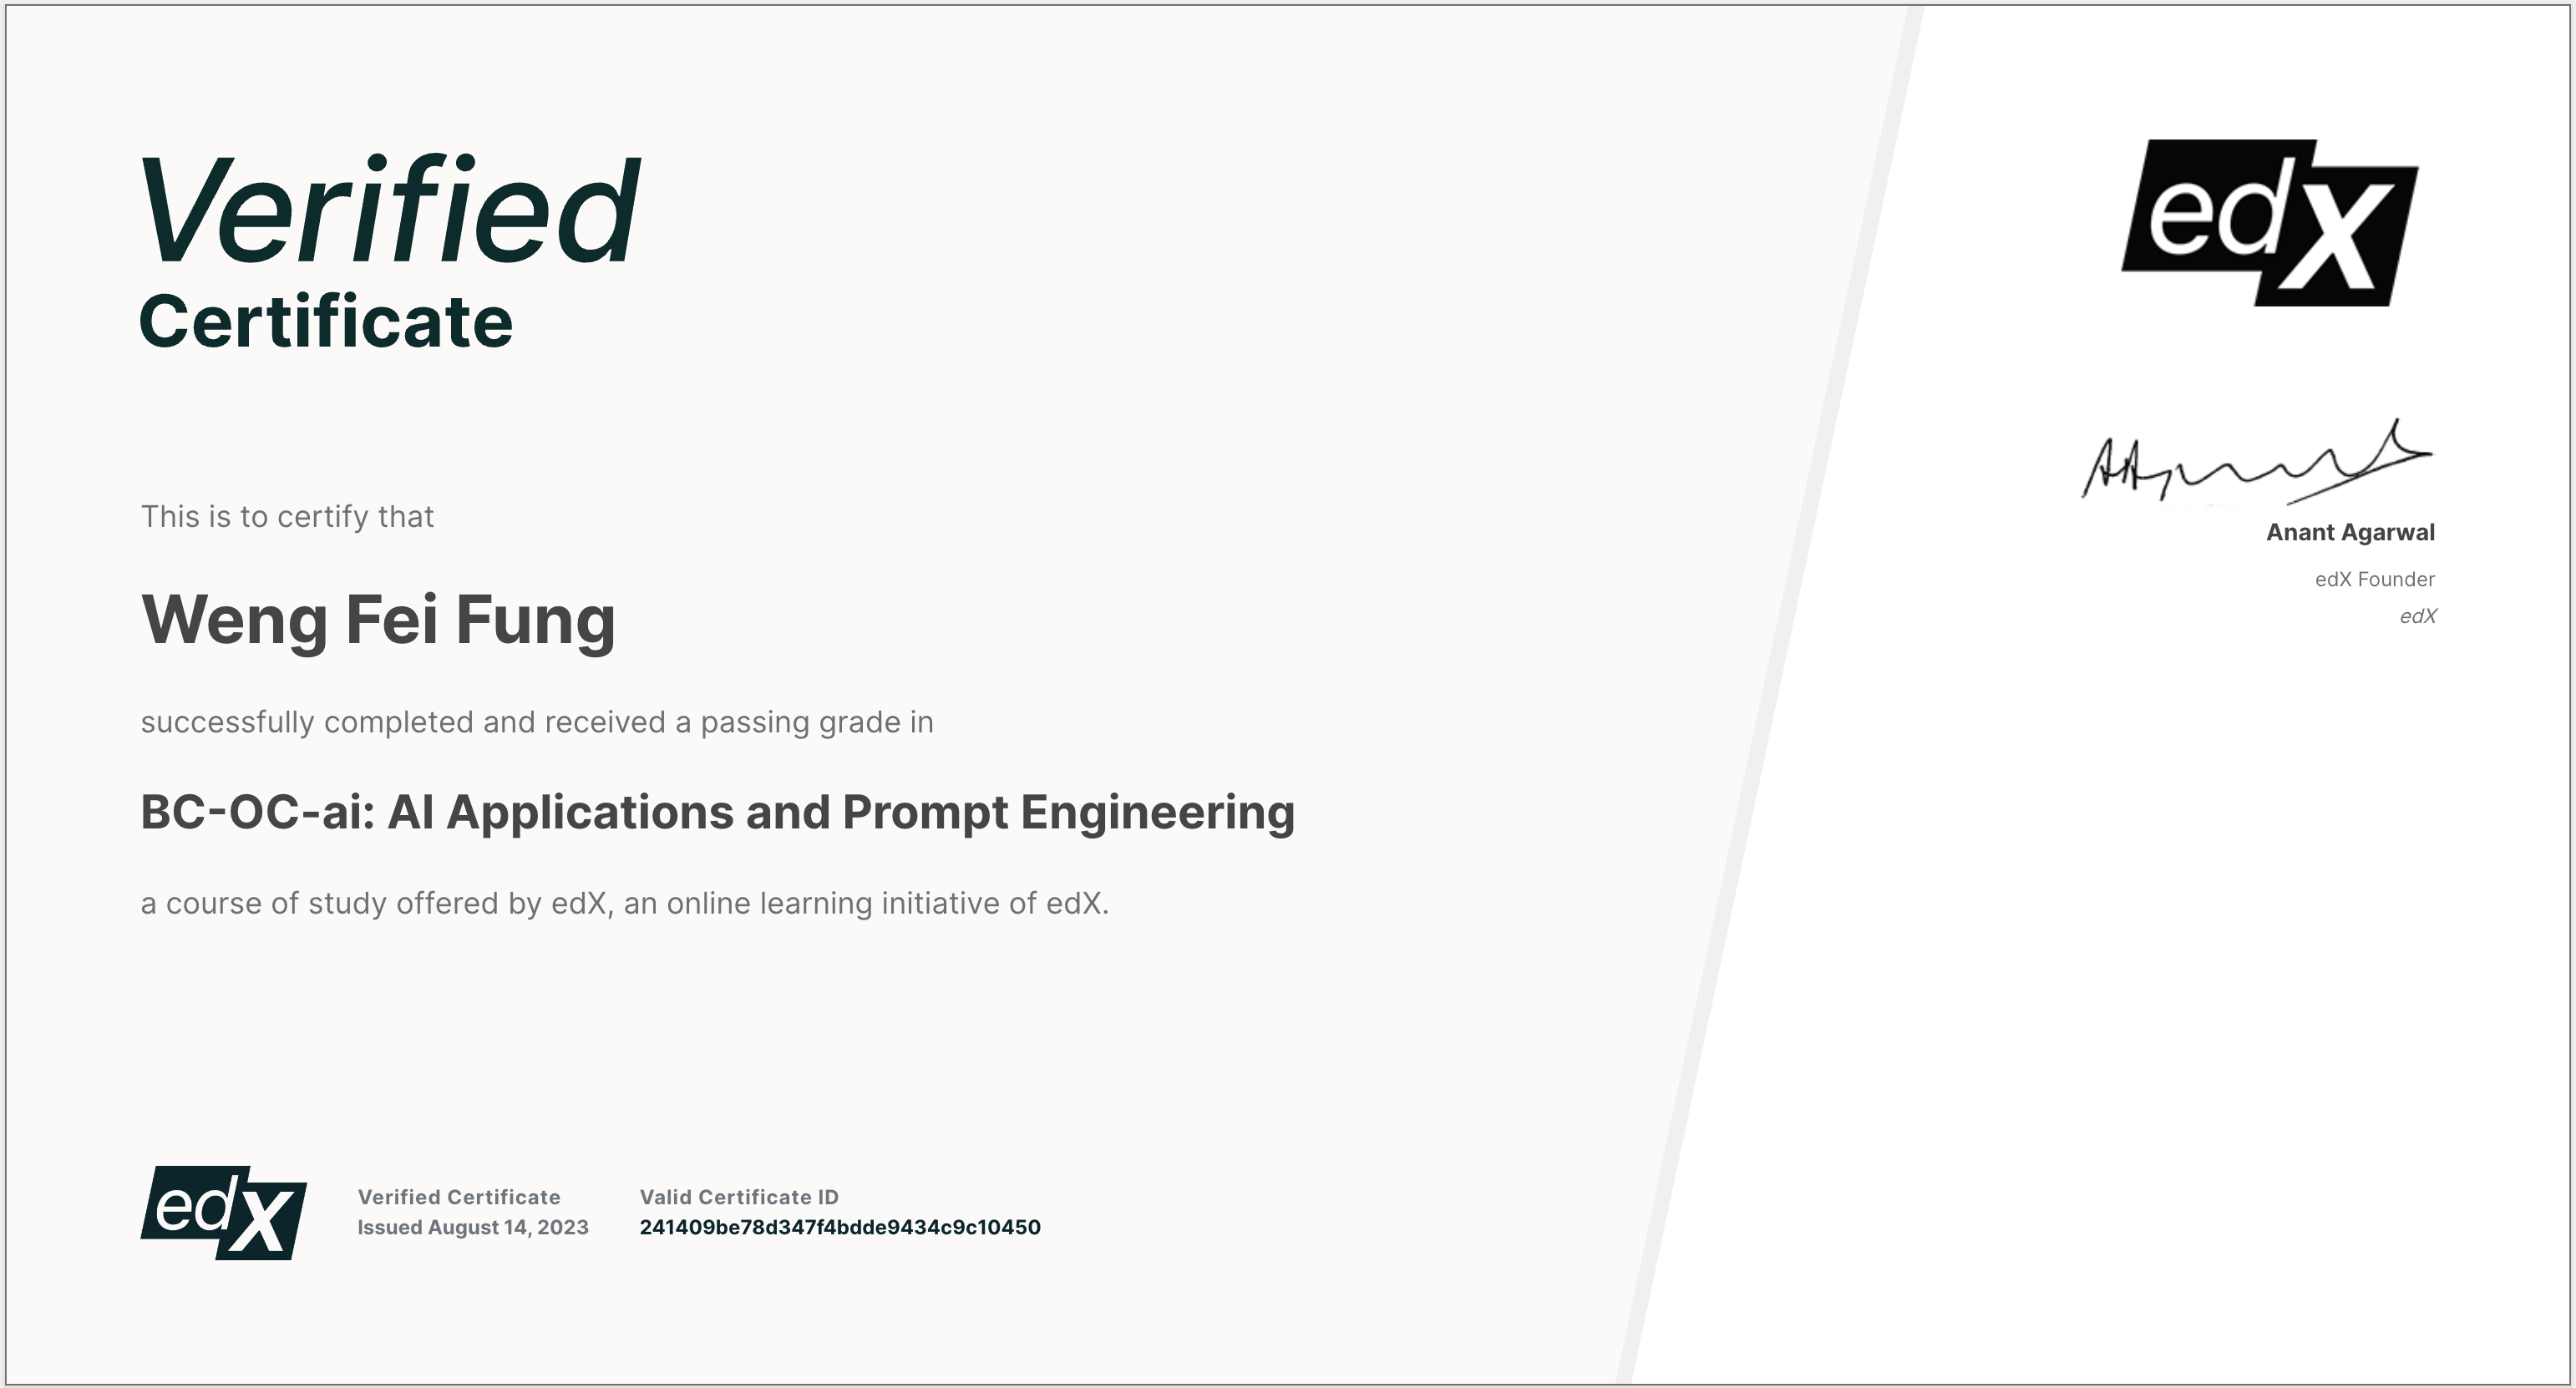 Verified
Certificate
This is to certify that
Weng Fei Fung
successfully completed and received a passing grade in
BC-OC-ai: AI Applications and Prompt Engineering
a course of study offered by edX, an online learning initiative of edX.
edX
Verified Certificate
Issued August 14, 2023
Valid Certificate ID
241409be78d347f4bdde9434c9c10450
edX
Anant Agarwal
edX Founder
edX